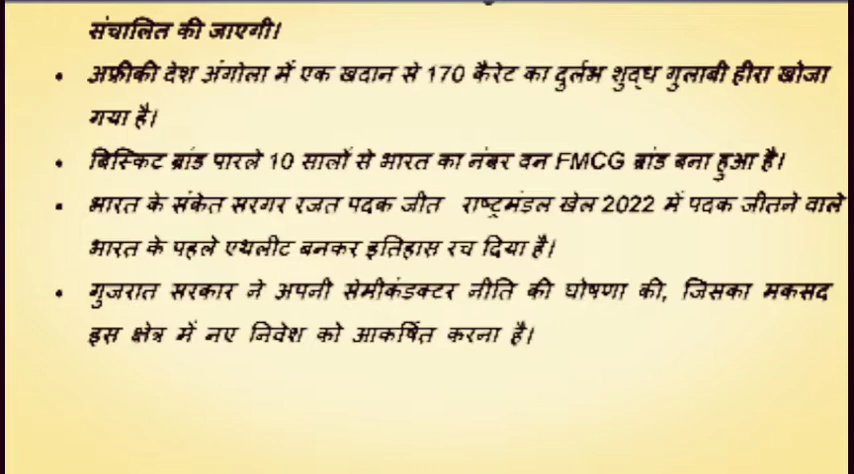 संचालित की जाएगी।
• अफ्रीकी देश अंगोला में एक खदान से 170 कैरेट का दुर्लभ शुद्ध गुलाबी हीरा खोजा
गया है।
• बिस्किट ब्रांड पारले 10 सालों से भारत का नंबर वन FMCG ब्रांड बना हुआ है।
• भारत के संकेत सरगर रजत पदक जीत राष्ट्रमंडल खेल 2022 में पदक जीतने वाले
भारत के पहले एथलीट बनकर इतिहास रच दिया है।
• गुजरात सरकार ने अपनी सेमीकंडक्टर नीति की घोषणा की, जिसका मकसद
इस क्षेत्र में नए निवेश को आकर्षित करना है।